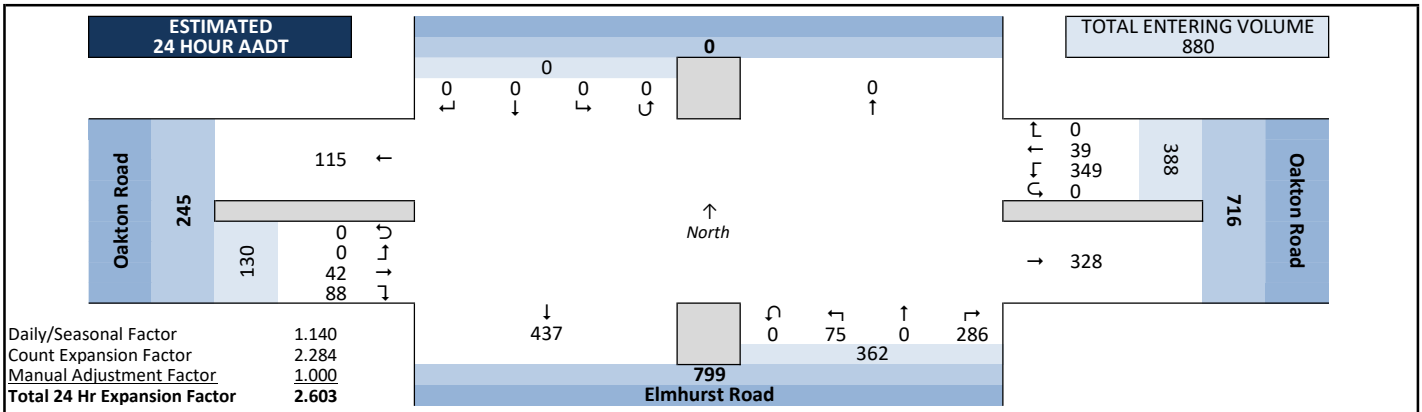 ESTIMATED
24 HOUR AADT
TOTAL ENTERING VOLUME
880
0
0
0 0 0 0
↵ ↓ ↳ ↺
0
↑
Oakton Road
245
115 ←
130
0
0
42 →
88
↑
North
0
← 39
349
0
388
716
Oakton Road
→ 328
↓
437
↑
0 75 0 286
362
799
Elmhurst Road
Daily/Seasonal Factor 1.140
Count Expansion Factor 2.284
Manual Adjustment Factor 1.000
Total 24 Hr Expansion Factor 2.603